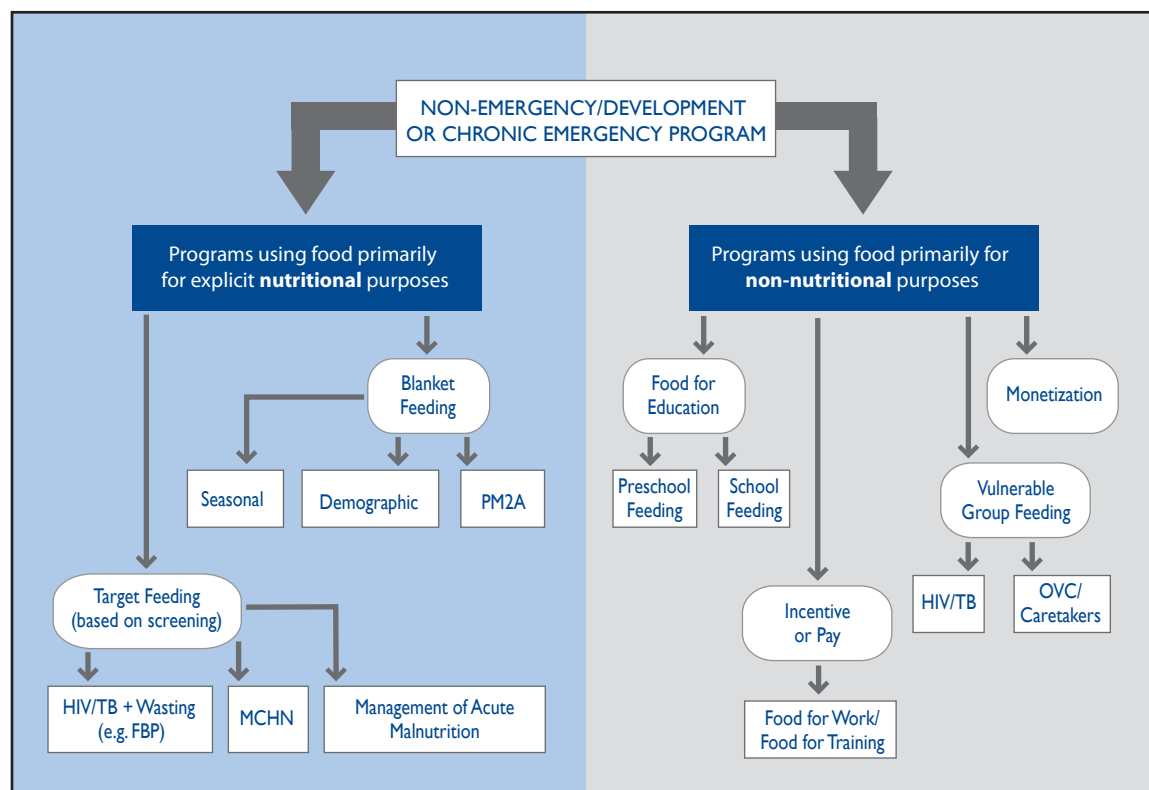 NON-EMERGENCY/DEVELOPMENT
OR CHRONIC EMERGENCY PROGRAM
Programs using food primarily
for explicit nutritional purposes
Blanket
Feeding
Seasonal
Demographic
PM2A
Target Feeding
(based on screening)
HIV/TB + Wasting
(e.g. FBP)
MCHN
Management of Acute
Malnutrition
Programs using food primarily for
non-nutritional purposes
Food for
Education
Preschool
Feeding
School
Feeding
Incentive
or Pay
Food for Work/
Food for Training
Vulnerable
Group Feeding
HIV/TB
OVC/
Caretakers
Monetization